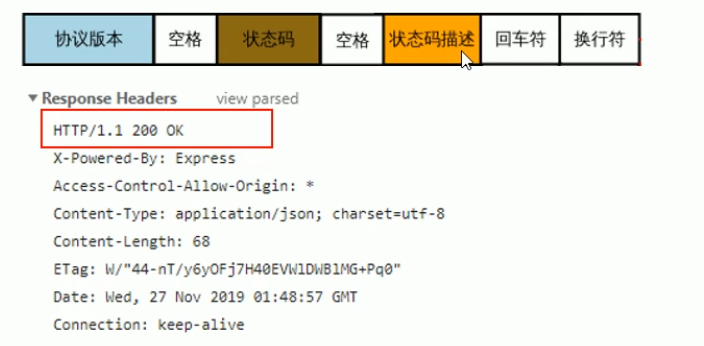 协议版本 空格 状态码 空格 状态码描述 回车符 换行符
Response Headers view parsed
HTTP/1.1 200 OK
X-Powered-By: Express
Access-Control-Allow-Origin: *
Content-Type: application/json; charset=utf-8
Content-Length: 68
ETag: W/"44-nT/y6yOFj7H40EVWlDWBlMG+Pq0"
Date: Wed, 27 Nov 2019 01:48:57 GMT
Connection: keep-alive